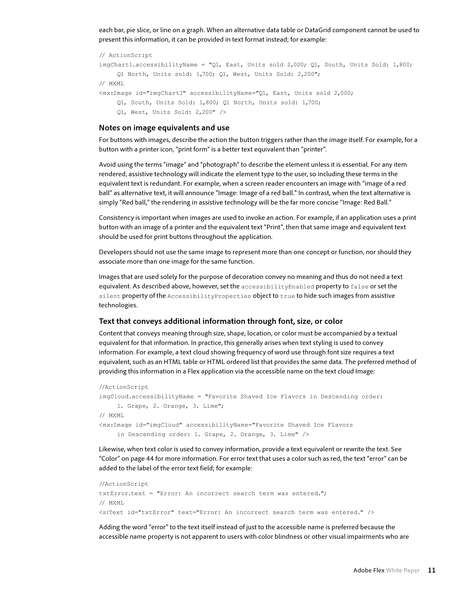 each bar, pie slice, or line on a graph. When an alternative data table or DataGrid component cannot be used to
present this information, it can be provided in text format instead; for example:
// ActionScript
imgChart1.accessibilityName = "Q1, East, Units sold 2,000; Q1, South, Units Sold: 1,800;
Q1 North, Units sold: 1,700; Q1, West, Units Sold: 2,200";
// MXML
<mx:Image id="imgChart1" accessibilityName="Q1, East, Units sold 2,000;
Q1, South, Units Sold: 1,800; Q1 North, Units sold: 1,700;
Q1, West, Units Sold: 2,200" />
Notes on image equivalents and use
For buttons with images, describe the action the button triggers rather than the image itself. For example, for a
button with a printer icon, "print form" is a better text equivalent than "printer".
Avoid using the terms "image" and "photograph" to describe the element unless it is essential. For any item
rendered, assistive technology will indicate the element type to the user, so including these terms in the
equivalent text is redundant. For example, when a screen reader encounters an image with "image of a red
ball" as alternative text, it will announce "Image: Image of a red ball." In contrast, when the text alternative is
simply "Red ball," the rendering in assistive technology will be the far more concise "Image: Red Ball."
Consistency is important when images are used to invoke an action. For example, if an application uses a print
button with an image of a printer and the equivalent text "Print", then that same image and equivalent text
should be used for print buttons throughout the application.
Developers should not use the same image to represent more than one concept or function, nor should they
associate more than one image for the same function.
Images that are used solely for the purpose of decoration convey no meaning and thus do not need a text
equivalent. As described above, however, set the accessibilityEnabled property to false or set the
silent property of the AccessibilityProperties object to true to hide such images from assistive
technologies.
Text that conveys additional information through font, size, or color
Content that conveys meaning through size, shape, location, or color must be accompanied by a textual
equivalent for that information. In practice, this generally arises when text styling is used to convey
information. For example, a text cloud showing frequency of word use through font size requires a text
equivalent, such as an HTML table or HTML ordered list that provides the same data. The preferred method of
providing this information in a Flex application via the accessible name on the text cloud Image:
//ActionScript
imgCloud.accessibilityName = "Favorite Shaved Ice Flavors in Descending order:
1. Grape, 2. Orange, 3. Lime";
// MXML
<mx:Image id="imgCloud" accessibilityName="Favorite Shaved Ice Flavors
in Descending order: 1. Grape, 2. Orange, 3. Lime" />
Likewise, when text color is used to convey information, provide a text equivalent or rewrite the text. See
"Color" on page 44 for more information. For error text that uses a color such as red, the text "error" can be
added to the label of the error text field; for example:
//ActionScript
txtError.text = "Error: An incorrect search term was entered.";
// MXML
<s:Text id="txtError" text="Error: An incorrect search term was entered." />
Adding the word "error" to the text itself instead of just to the accessible name is preferred because the
accessible name property is not apparent to users with color blindness or other visual impairments who are
Adobe Flex White Paper 11